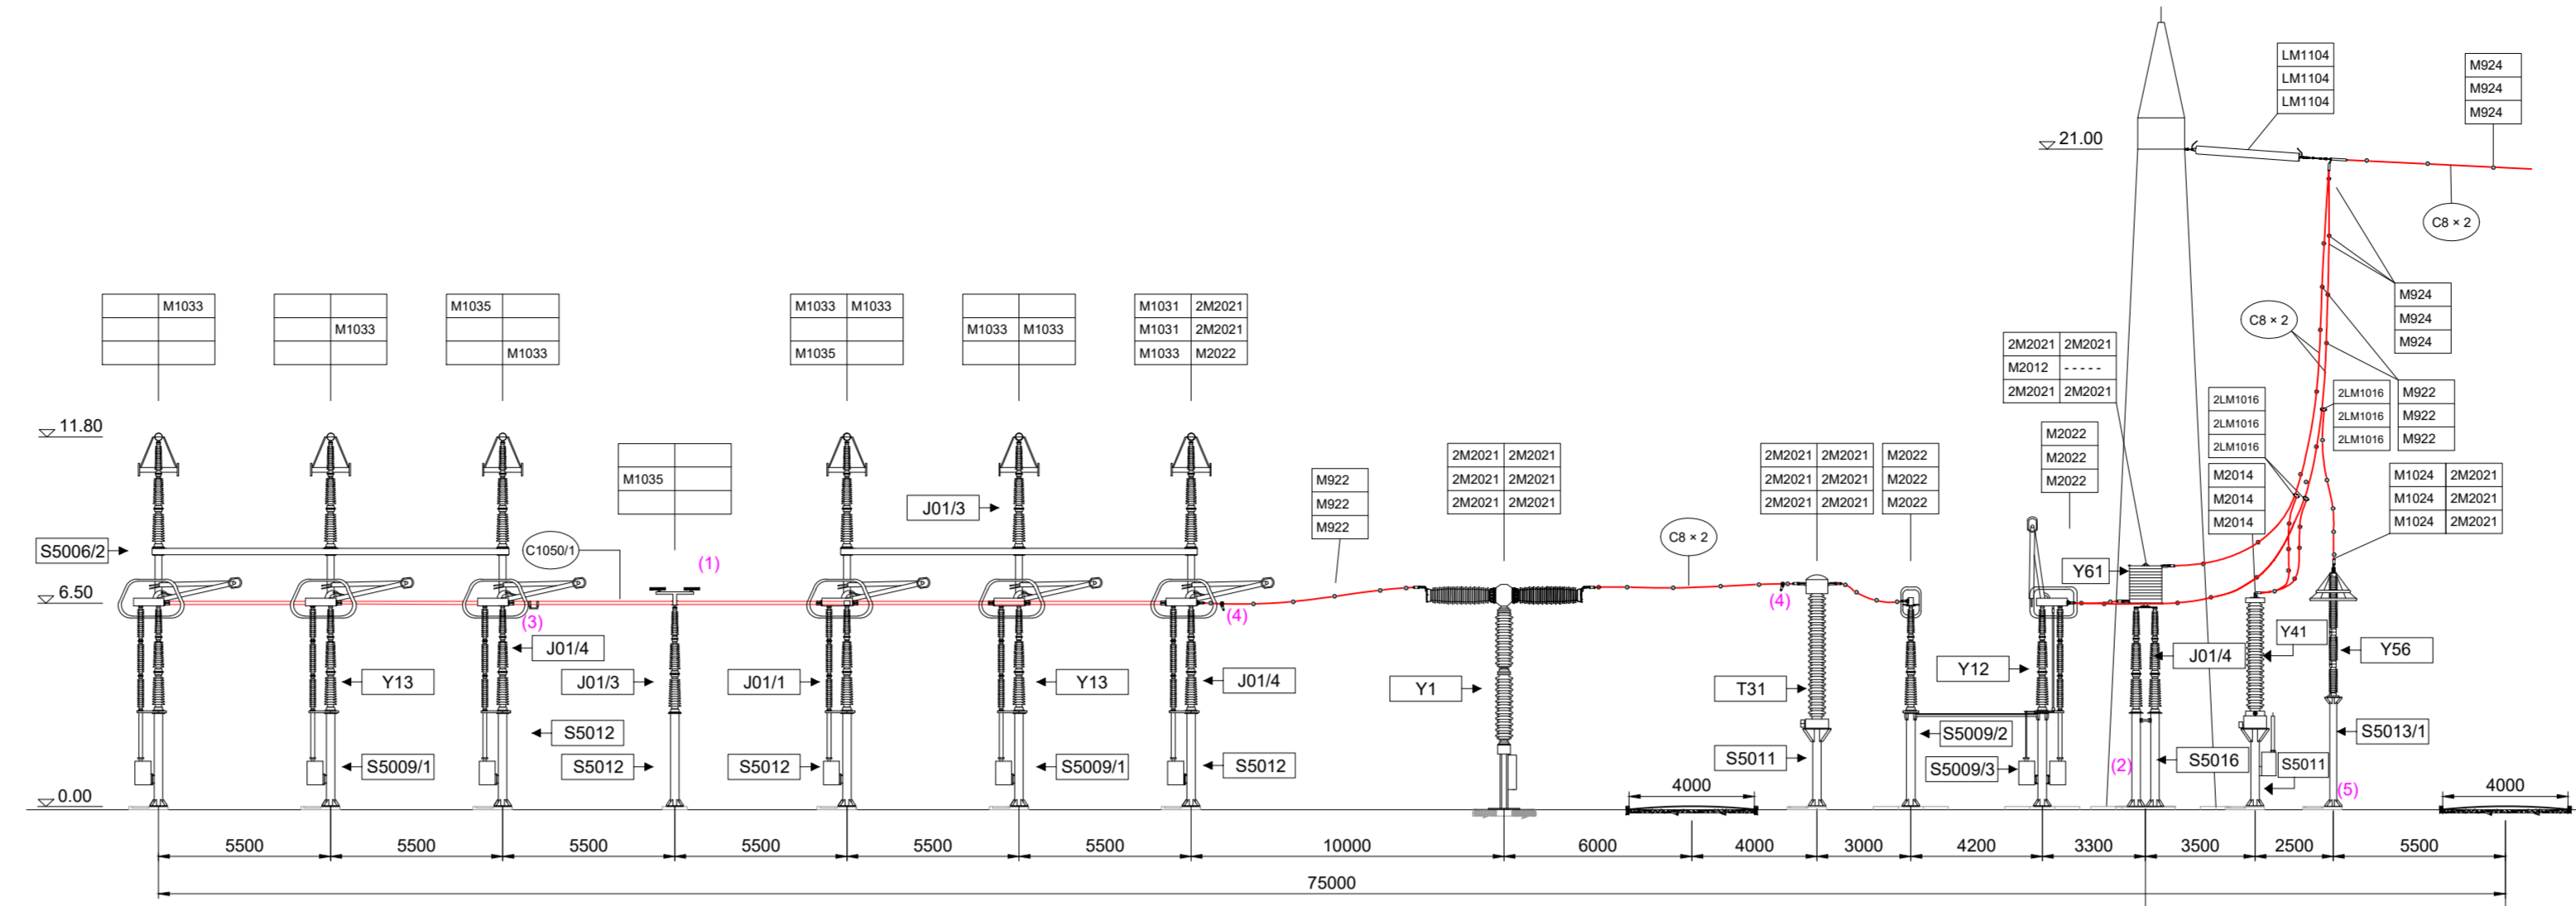 LM1104
LM1104
LM1104
M924
M924
M924
21.00
C8 × 2
M1033
M1033
M1035
M1033
M1033 M1033
M1035
M1033 M1033
M1031 2M2021
M1031 2M2021
M1033 M2022
M924
M924
M924
C8 × 2
2M2021 2M2021
M2012 -----
2M2021 2M2021
2LM1016
2LM1016
2LM1016
2LM1016
2LM1016
2LM1016
M922
M922
M922
11.80
M1035
M922
M922
M922
2M2021 2M2021
2M2021 2M2021
2M2021 2M2021
2M2021 2M2021
2M2021 2M2021
2M2021 2M2021
M2022
M2022
M2022
M2022
M2022
M2022
M2014
M2014
M2014
M1024 2M2021
M1024 2M2021
M1024 2M2021
J01/3
S5006/2
C1050/1
(1)
C8 × 2
Y61
6.50
(3)
(4)
(4)
J01/4
Y13
J01/3
J01/1
Y13
J01/4
Y1
T31
Y12
J01/4
Y41
Y56
S5012
S5009/1
S5012
S5012
S5009/1
S5012
S5011
S5009/2
S5009/3
(2)
S5016
S5011
S5013/1
(5)
0.00
4000
4000
5500
5500
5500
5500
5500
5500
10000
6000
4000
3000
4200
3300
3500
2500
5500
75000